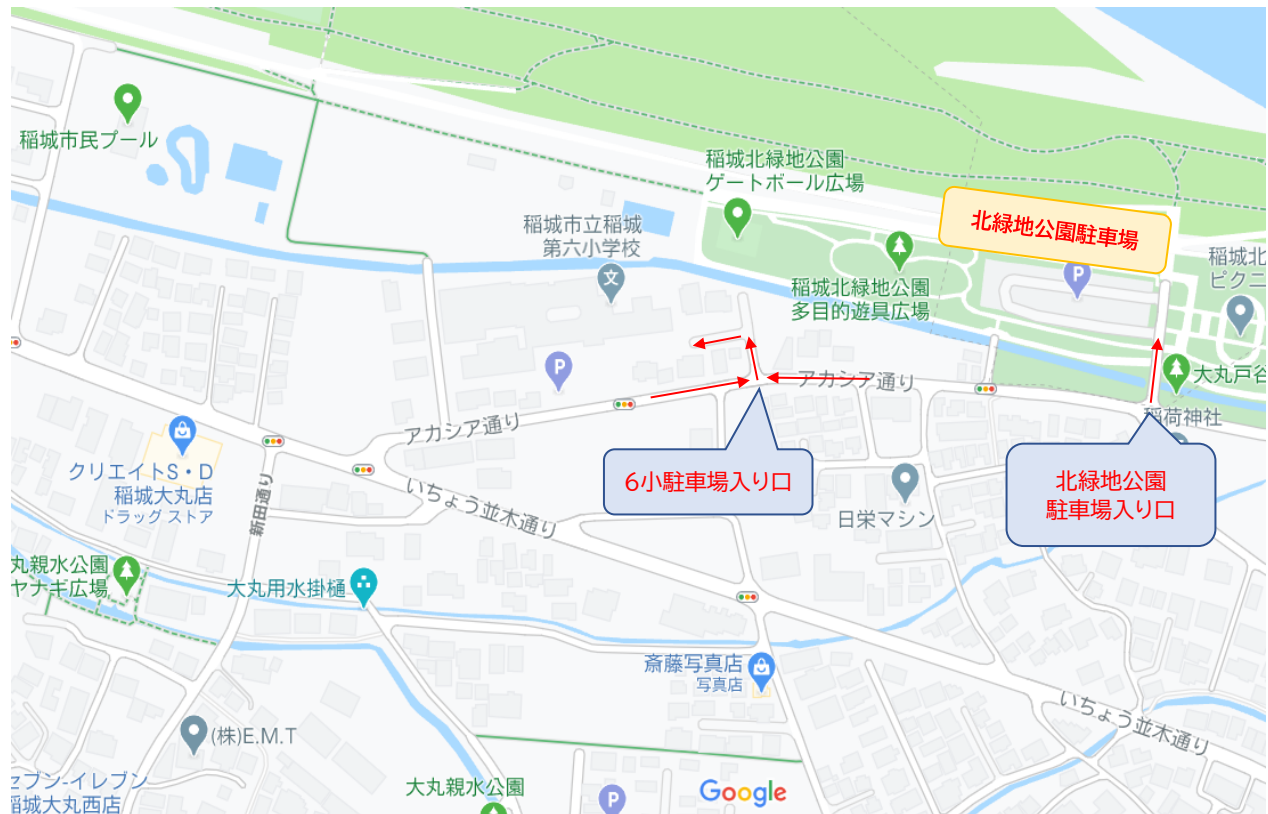 稲城市民プール
稲城北緑地公園
ゲートボール広場
稲城市立稲城
第六小学校
文
北緑地公園駐車場
P
稲城北
ピクニ
稲城北緑地公園
多目的遊具広場
P
大丸戸谷
アカシア通り
アカシア通り
稲荷神社
クリエイトS・D
稲城大丸店
ドラッグ ストア
新田通り
いちょう並木通り
6小駐車場入り口
北緑地公園
駐車場入り口
日栄マシン
丸親水公園
ヤナギ広場
大丸用水掛樋
斎藤写真店
写真店
いちょう並木通り
(株)E.M.T
セブン-イレブン
稲城大丸西店
大丸親水公園
P
Google